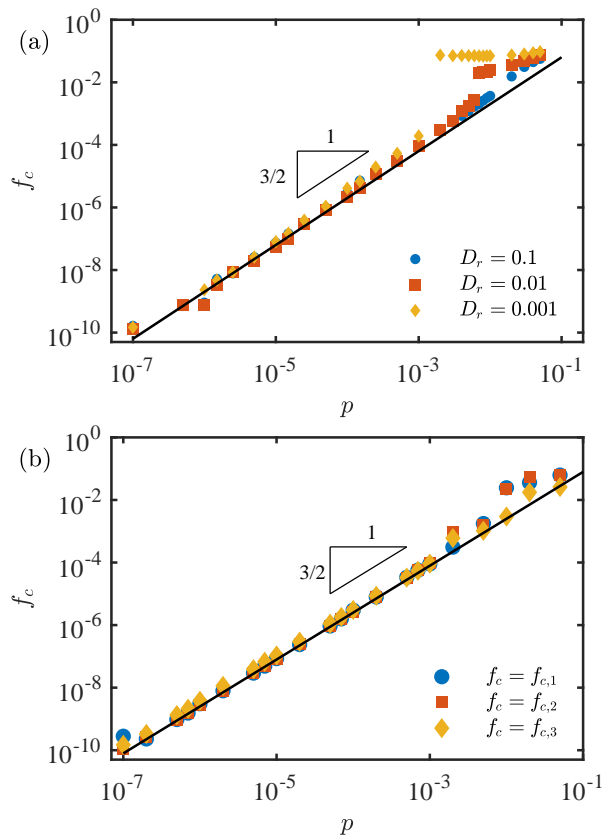 (a)
10^0
10^-2
10^-4
10^-6
10^-8
10^-10
f_c
1
3/2
D_r = 0.1
D_r = 0.01
D_r = 0.001
10^-7
10^-5
10^-3
10^-1
p
(b)
10^0
10^-2
10^-4
10^-6
10^-8
10^-10
f_c
1
3/2
f_c = f_{c,1}
f_c = f_{c,2}
f_c = f_{c,3}
10^-7
10^-5
10^-3
10^-1
p